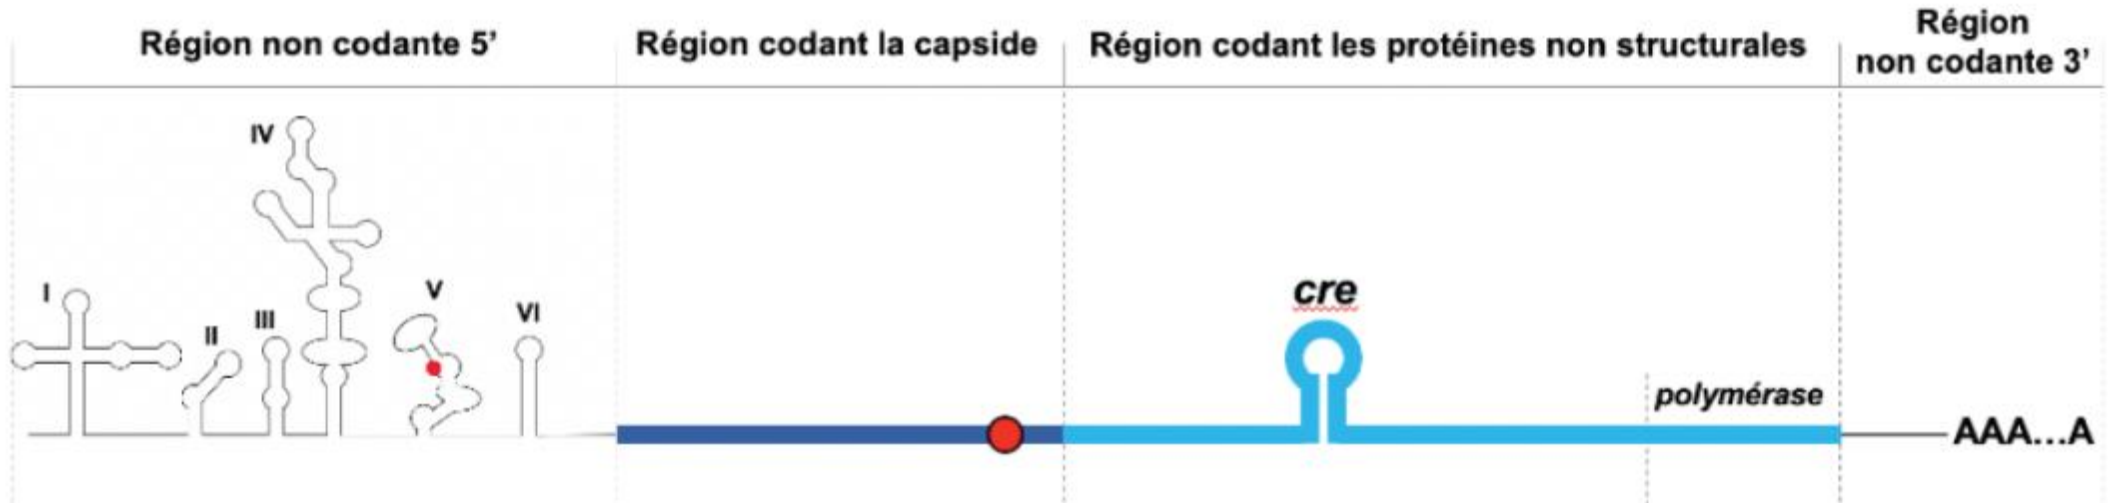 Région non codante 5’
Région codant la capside
Région codant les protéines non structurales
Région
non codante 3’
IV
I
II
III
V
VI
cre
polymérase
AAA...A